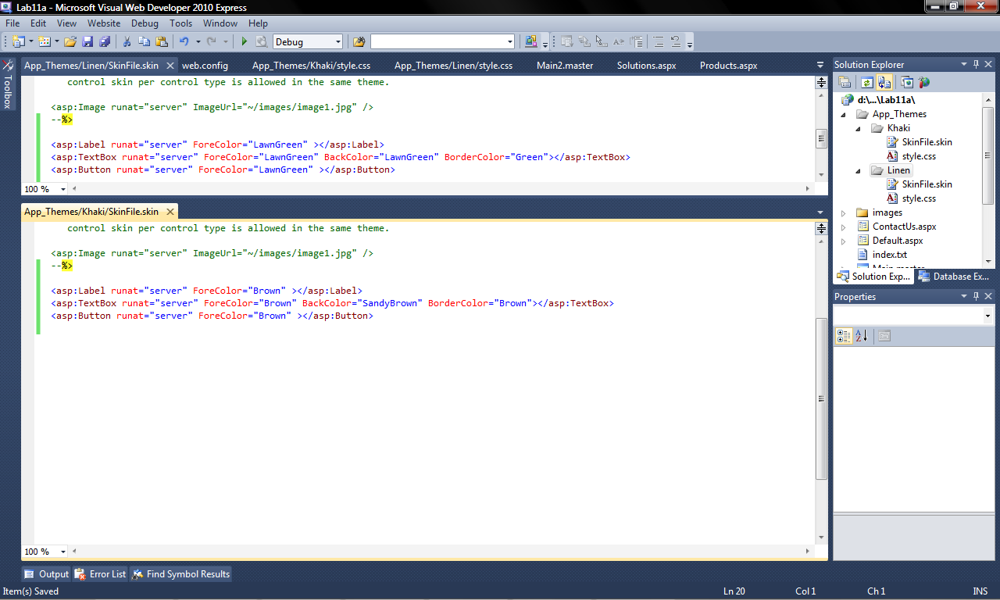 Lab11a - Microsoft Visual Web Developer 2010 Express
File Edit View Website Debug Tools Window Help
Debug
Toolbox
App_Themes/Linen/SkinFile.skin web.config App_Themes/Khaki/style.css App_Themes/Linen/style.css Main2.master Solutions.aspx Products.aspx
control skin per control type is allowed in the same theme.
<asp:Image runat="server" ImageUrl="~/images/image1.jpg" />
--%>
<asp:Label runat="server" ForeColor="LawnGreen" ></asp:Label>
<asp:TextBox runat="server" ForeColor="LawnGreen" BackColor="LawnGreen" BorderColor="Green"></asp:TextBox>
<asp:Button runat="server" ForeColor="LawnGreen" ></asp:Button>
100 %
App_Themes/Khaki/SkinFile.skin
control skin per control type is allowed in the same theme.
<asp:Image runat="server" ImageUrl="~/images/image1.jpg" />
--%>
<asp:Label runat="server" ForeColor="Brown" ></asp:Label>
<asp:TextBox runat="server" ForeColor="Brown" BackColor="SandyBrown" BorderColor="Brown"></asp:TextBox>
<asp:Button runat="server" ForeColor="Brown" ></asp:Button>
100 %
Solution Explorer
d:\...\Lab11a\
App_Themes
Khaki
SkinFile.skin
style.css
Linen
SkinFile.skin
style.css
images
ContactUs.aspx
Default.aspx
index.txt
Main.master
Solution Exp... Database Ex...
Properties
Output Error List Find Symbol Results
Item(s) Saved Ln 20 Col 1 Ch 1 INS